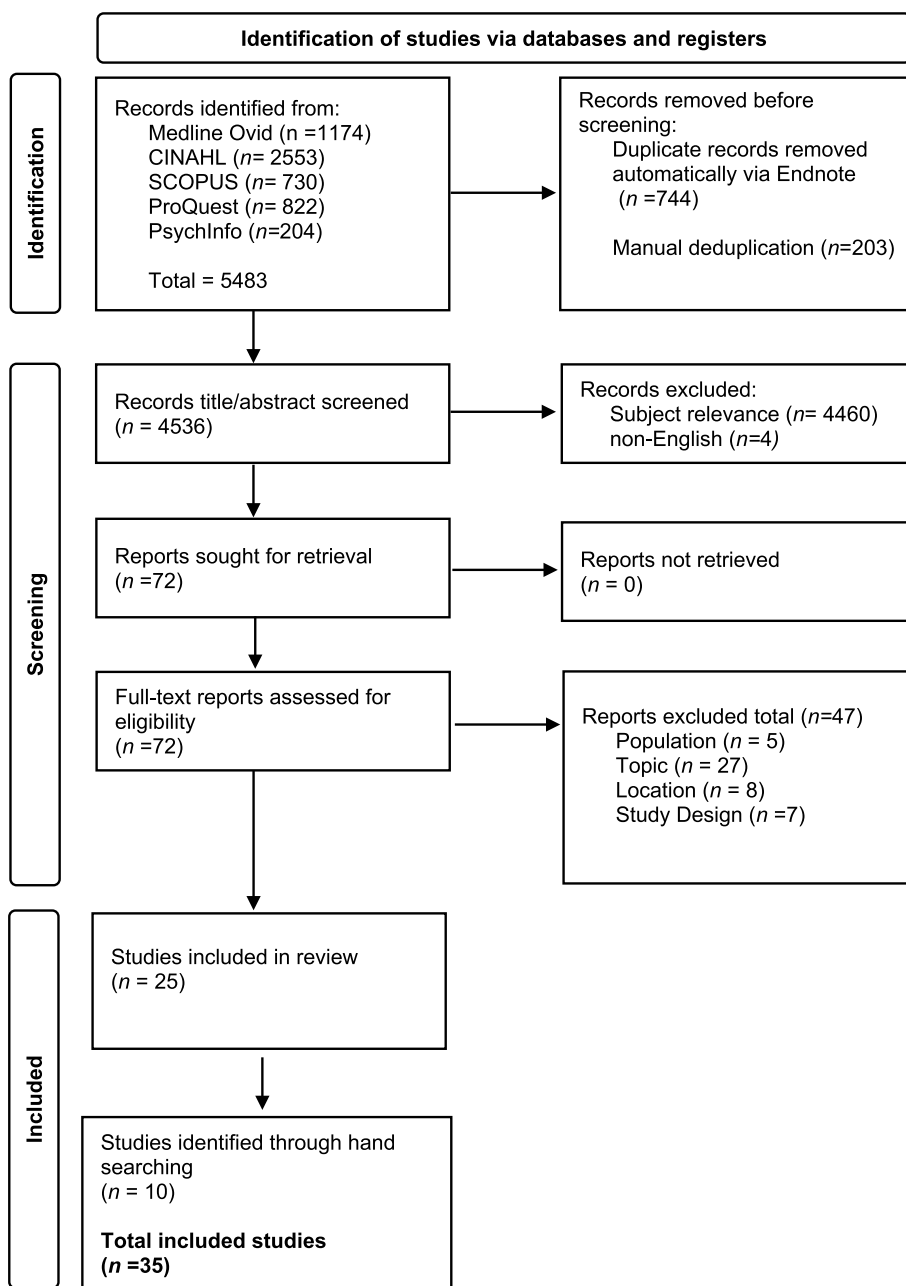 Identification of studies via databases and registers
Identification
Records identified from:
Medline Ovid (n =1174)
CINAHL (n= 2553)
SCOPUS (n= 730)
ProQuest (n= 822)
PsychInfo (n=204)
Total = 5483
Records removed before
screening:
Duplicate records removed
automatically via Endnote
(n =744)
Manual deduplication (n=203)
Screening
Records title/abstract screened
(n = 4536)
Records excluded:
Subject relevance (n= 4460)
non-English (n=4)
Reports sought for retrieval
(n =72)
Reports not retrieved
(n = 0)
Full-text reports assessed for
eligibility
(n =72)
Reports excluded total (n=47)
Population (n = 5)
Topic (n = 27)
Location (n = 8)
Study Design (n =7)
Included
Studies included in review
(n = 25)
Studies identified through hand
searching
(n = 10)
Total included studies
(n =35)